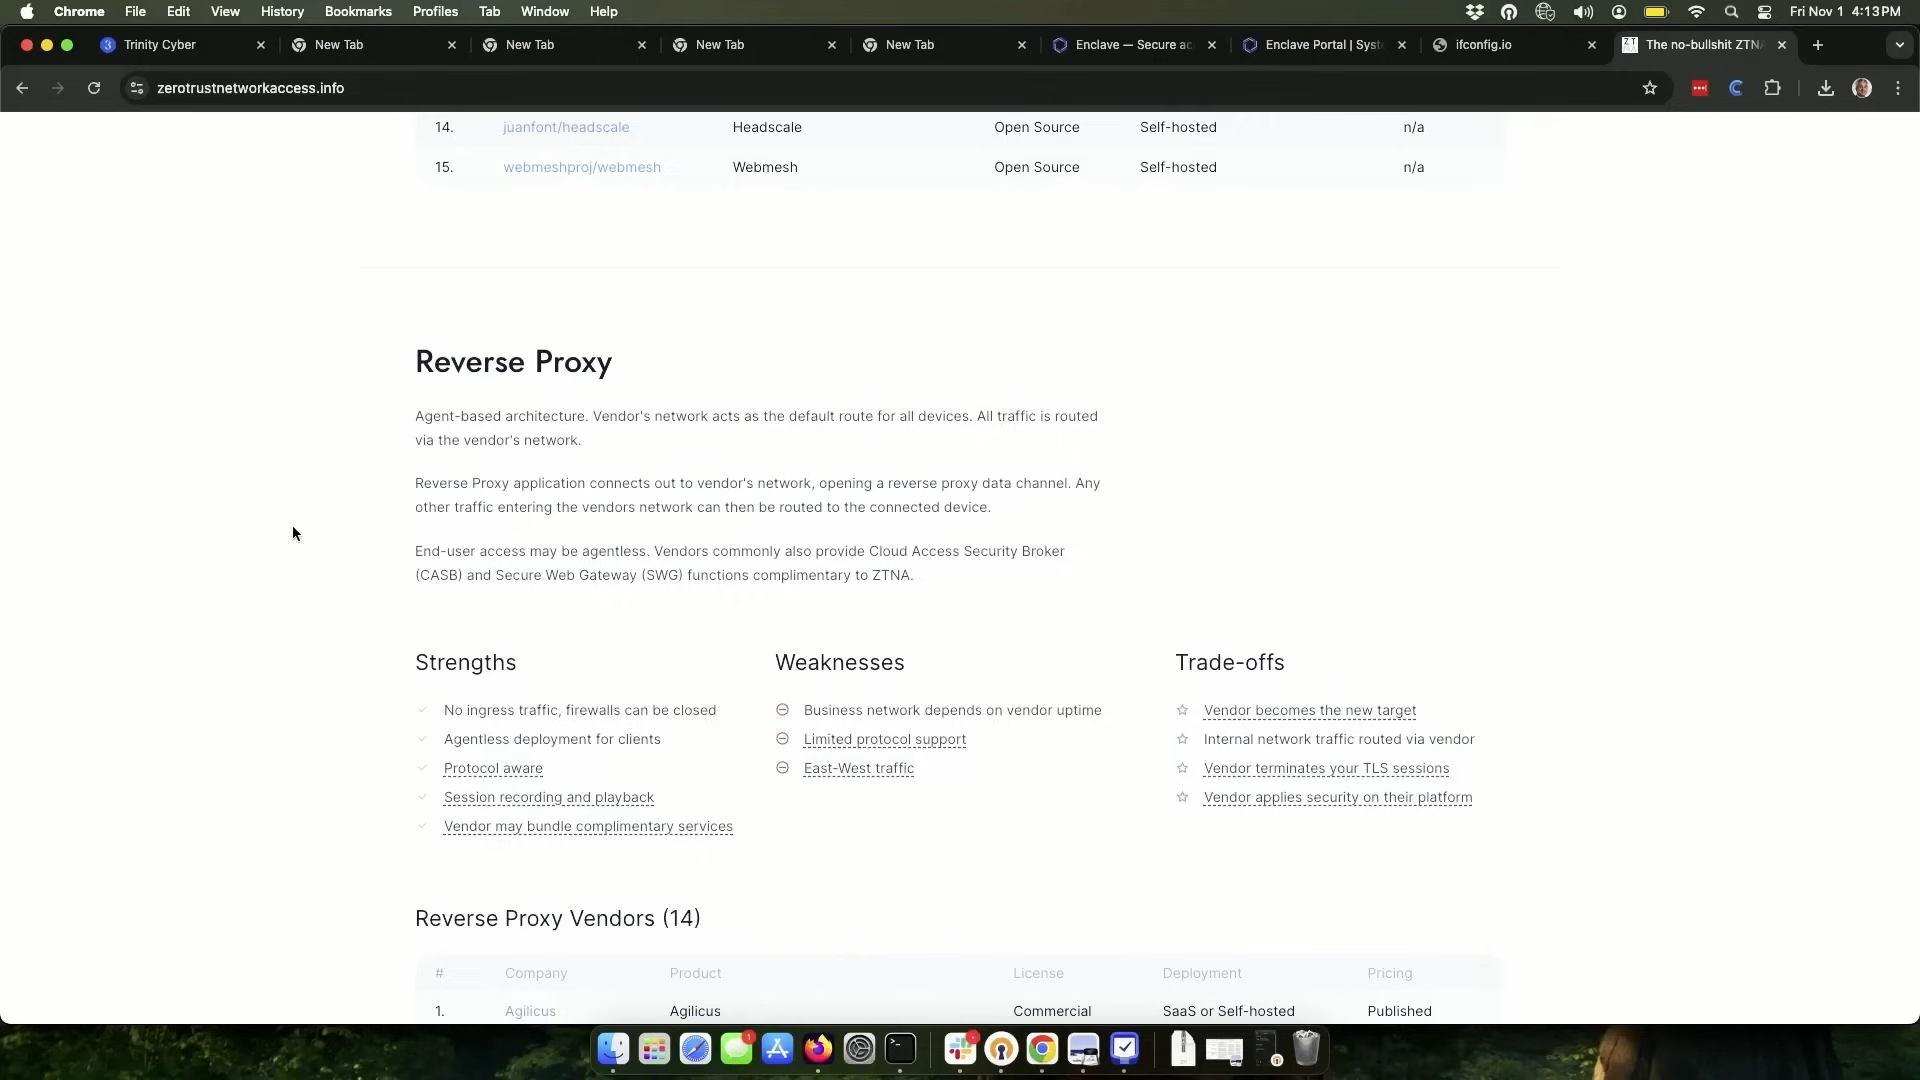 Chrome File Edit View History Bookmarks Profiles Tab Window Help Fri Nov 1 4:13 PM
3 Trinity Cyber New Tab New Tab New Tab New Tab Enclave — Secure ac Enclave Portal | Syst ifconfig.io ZT NA The no-bullshit ZTNA
zerotrustnetworkaccess.info
14. juanfont/headscale Headscale Open Source Self-hosted n/a
15. webmeshproj/webmesh Webmesh Open Source Self-hosted n/a
Reverse Proxy
Agent-based architecture. Vendor's network acts as the default route for all devices. All traffic is routed
via the vendor's network.
Reverse Proxy application connects out to vendor's network, opening a reverse proxy data channel. Any
other traffic entering the vendors network can then be routed to the connected device.
End-user access may be agentless. Vendors commonly also provide Cloud Access Security Broker
(CASB) and Secure Web Gateway (SWG) functions complimentary to ZTNA.
Strengths
No ingress traffic, firewalls can be closed
Agentless deployment for clients
Protocol aware
Session recording and playback
Vendor may bundle complimentary services
Weaknesses
Business network depends on vendor uptime
Limited protocol support
East-West traffic
Trade-offs
Vendor becomes the new target
Internal network traffic routed via vendor
Vendor terminates your TLS sessions
Vendor applies security on their platform
Reverse Proxy Vendors (14)
# Company Product License Deployment Pricing
1. Agilicus Agilicus Commercial SaaS or Self-hosted Published
1